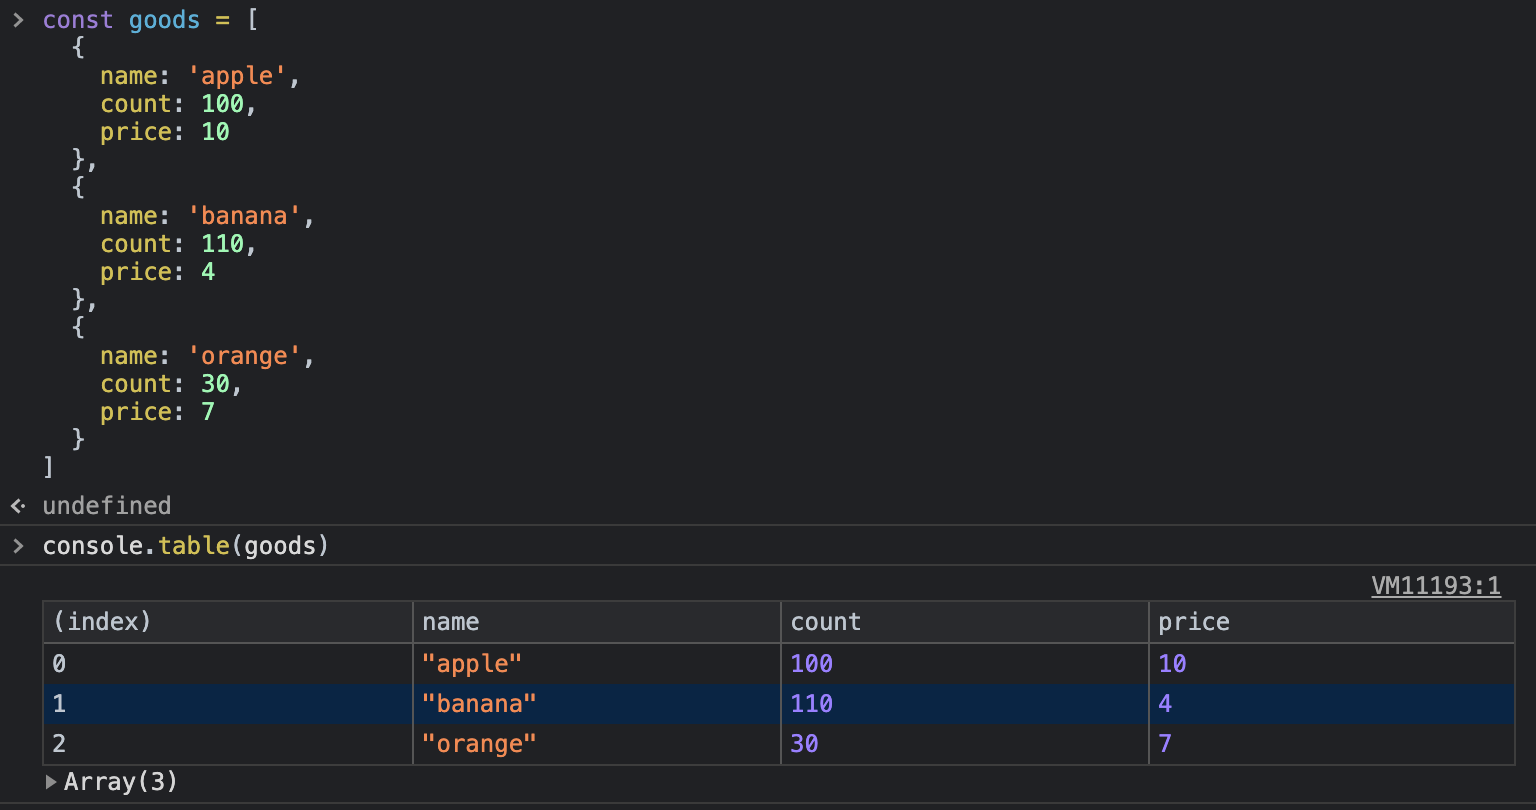 > const goods = [
{
name: 'apple',
count: 100,
price: 10
},
{
name: 'banana',
count: 110,
price: 4
},
{
name: 'orange',
count: 30,
price: 7
}
]
undefined
> console.table(goods)
VM11193:1
(index) name count price
0 "apple" 100 10
1 "banana" 110 4
2 "orange" 30 7
Array(3)